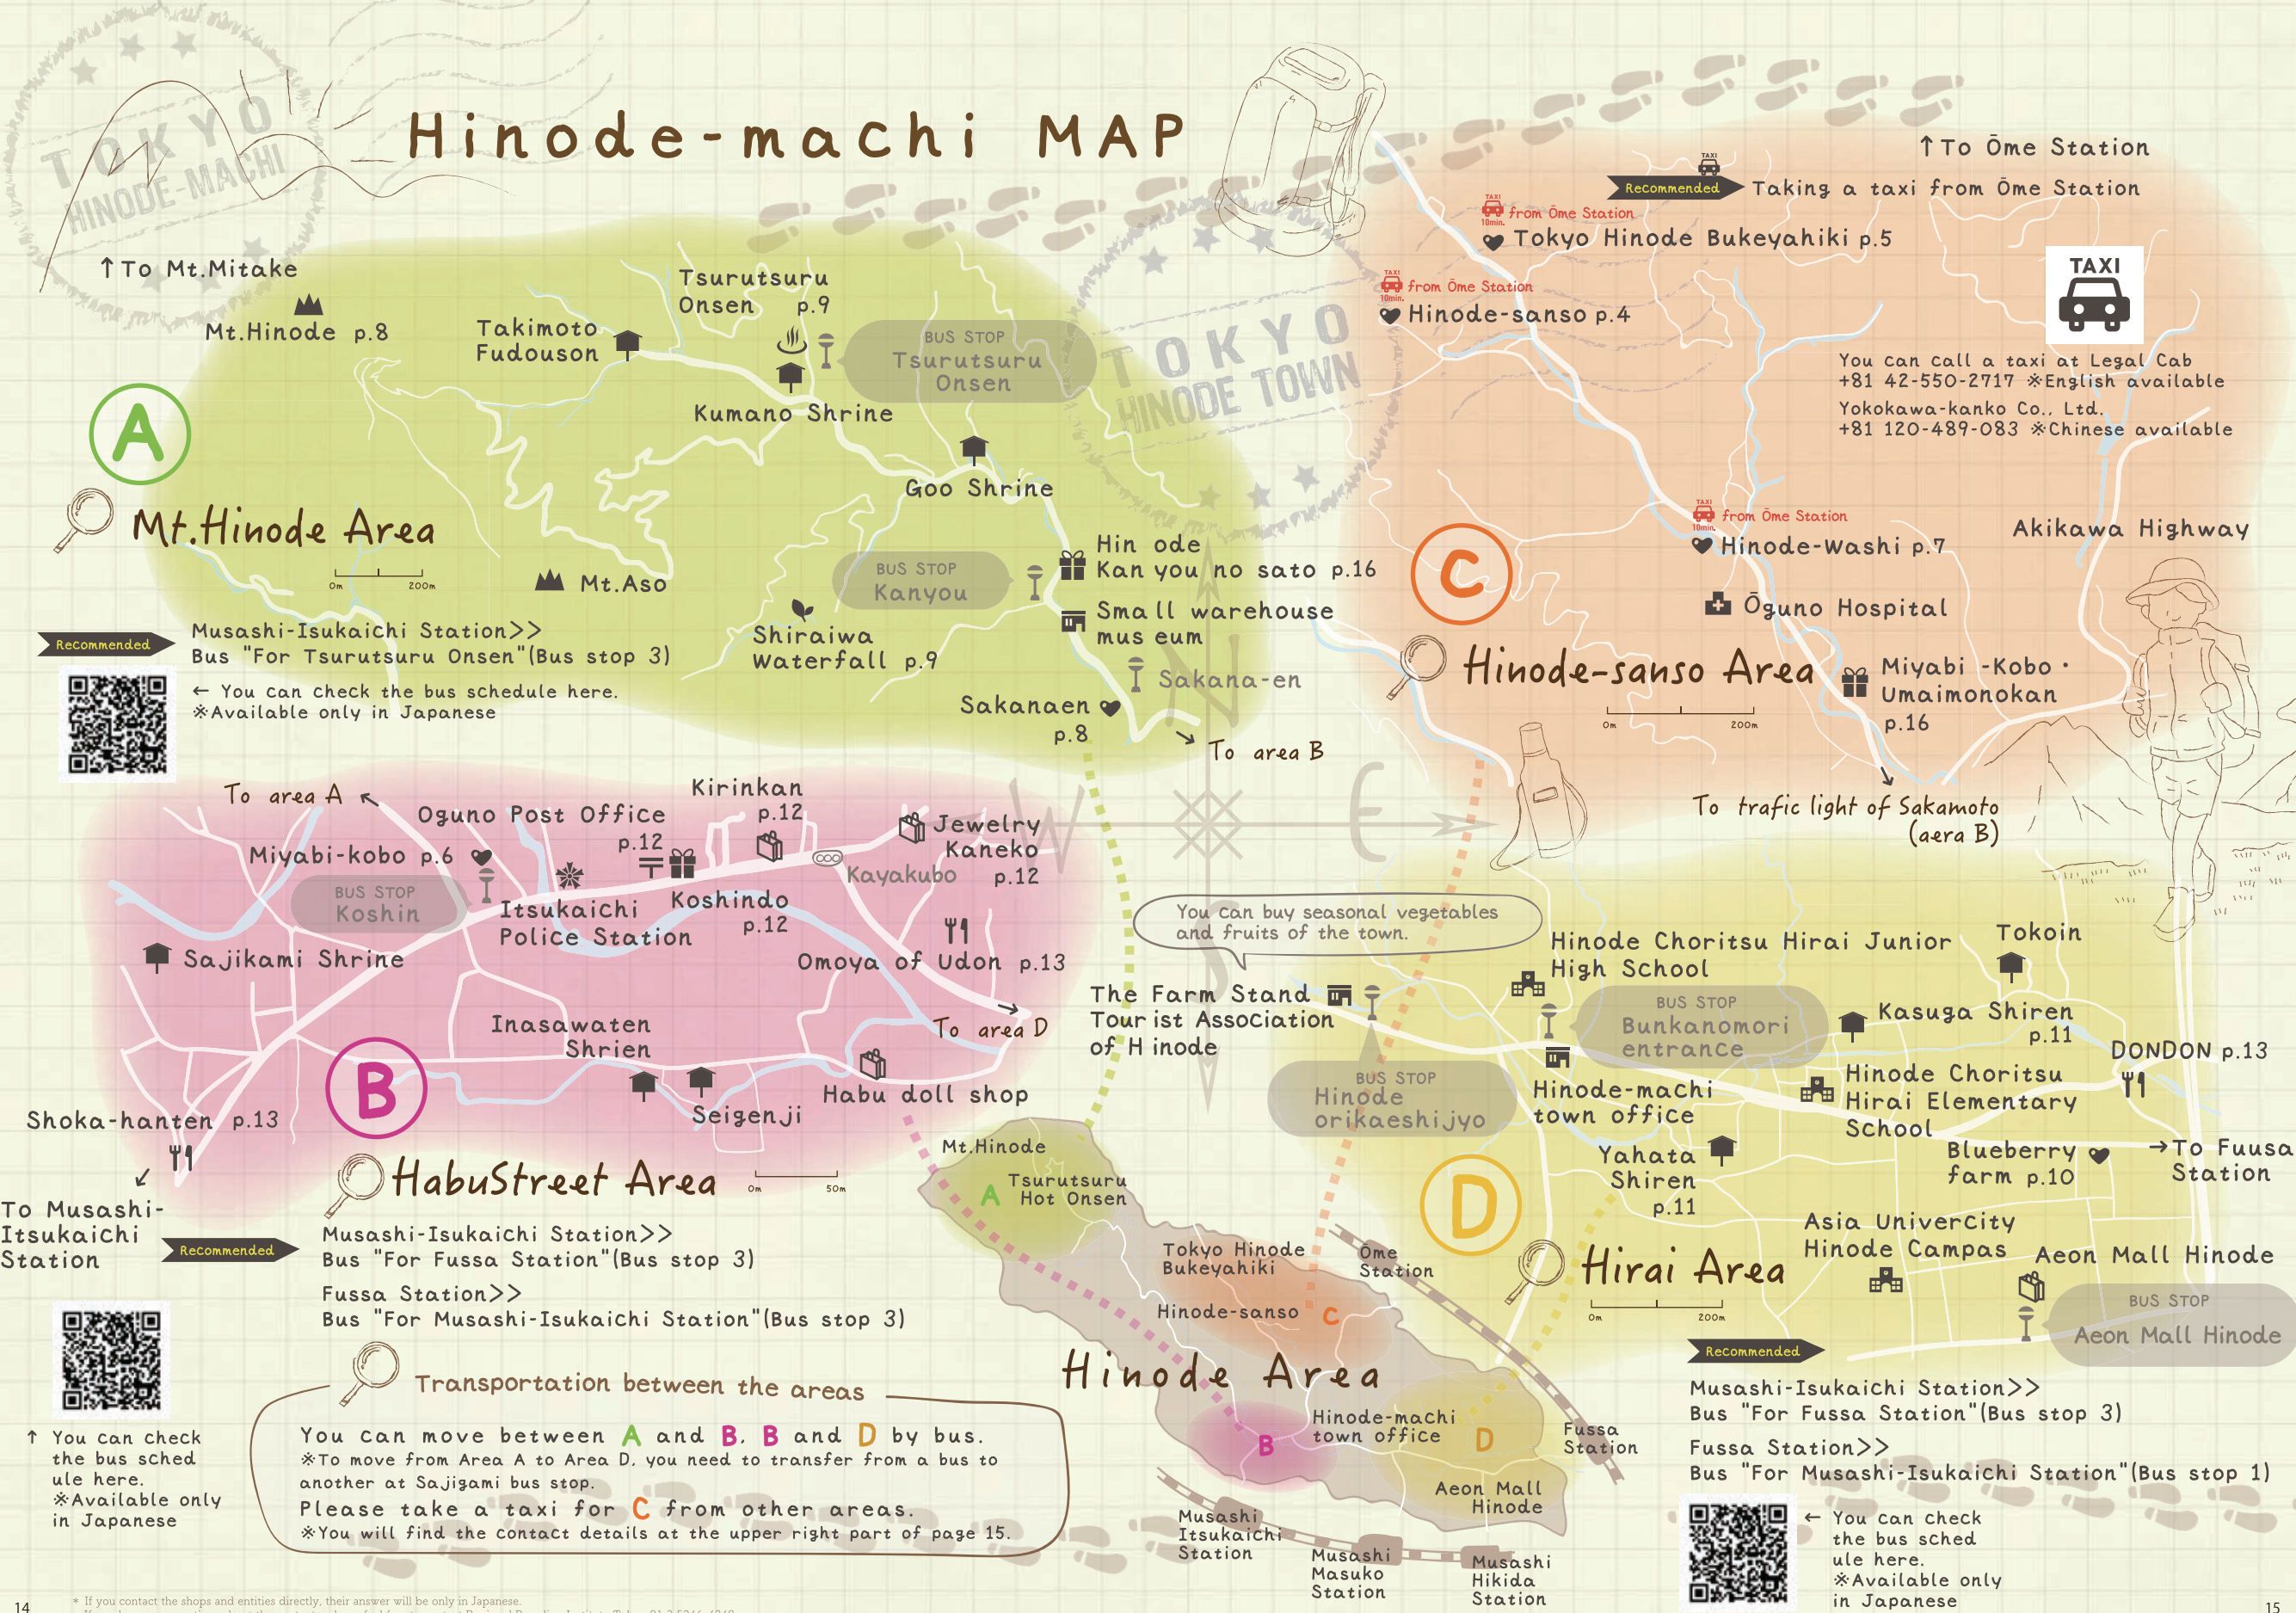 Hinode-machi MAP
TOKYO
HINODE-MACHI
TOKYO
HINODE TOWN
↑To Mt.Mitake
Mt.Hinode p.8
Takimoto
Fudouson
Tsurutsuru
Onsen p.9
BUS STOP
Tsurutsuru
Onsen
Kumano Shrine
Goo Shrine
A
Mt.Hinode Area
0m 200m
Mt.Aso
BUS STOP
Kanyou
Hin ode
Kan you no sato p.16
Small warehouse
mus eum
Shiraiwa
Waterfall p.9
Sakana-en
Sakanaen
p.8
↘ To area B
Recommended
Musashi-Isukaichi Station>>
Bus "For Tsurutsuru Onsen"(Bus stop 3)
← You can check the bus schedule here.
※Available only in Japanese
↑To Ōme Station
TAXI
Recommended
Taking a taxi from Ōme Station
TAXI
10min.
from Ōme Station
Tokyo Hinode Bukeyahiki p.5
TAXI
10min.
from Ōme Station
Hinode-sanso p.4
TAXI
You can call a taxi at Legal Cab
+81 42-550-2717 ※English available
Yokokawa-kanko Co., Ltd.
+81 120-489-083 ※Chinese available
TAXI
10min.
from Ōme Station
Hinode-Washi p.7
Akikawa Highway
Ōguno Hospital
C
Hinode-sanso Area
0m 200m
Miyabi -Kobo・
Umaimonokan
p.16
To trafic light of Sakamoto
(aera B)
N
W
E
S
To area A
Oguno Post Office
p.12
Kirinkan
p.12
Jewelry
Kaneko
p.12
Miyabi-kobo p.6
BUS STOP
Koshin
Kayakubo
Itsukaichi
Police Station
Koshindo
p.12
Sajikami Shrine
Omoya of Udon p.13
To area D
Inasawaten
Shrien
B
Seigenji
Habu doll shop
Shoka-hanten p.13
HabuStreet Area
0m 50m
To Musashi-
Itsukaichi
Station
Recommended
Musashi-Isukaichi Station>>
Bus "For Fussa Station"(Bus stop 3)
Fussa Station>>
Bus "For Musashi-Isukaichi Station"(Bus stop 3)
↑ You can check
the bus sched
ule here.
※Available only
in Japanese
Transportation between the areas
You can move between A and B, B and D by bus.
※To move from Area A to Area D, you need to transfer from a bus to
another at Sajigami bus stop.
Please take a taxi for C from other areas.
※You will find the contact details at the upper right part of page 15.
You can buy seasonal vegetables
and fruits of the town.
The Farm Stand
Tour ist Association
of H inode
BUS STOP
Hinode
orikaeshijyo
Hinode Choritsu Hirai Junior
High School
Tokoin
BUS STOP
Bunkanomori
entrance
Kasuga Shiren
p.11
DONDON p.13
Hinode-machi
town office
Hinode Choritsu
Hirai Elementary
School
Yahata
Shiren
p.11
Blueberry
farm p.10
→To Fuusa
Station
D
Hirai Area
0m 200m
Asia Univercity
Hinode Campas
Aeon Mall Hinode
BUS STOP
Aeon Mall Hinode
Recommended
Musashi-Isukaichi Station>>
Bus "For Fussa Station"(Bus stop 3)
Fussa Station>>
Bus "For Musashi-Isukaichi Station"(Bus stop 1)
← You can check
the bus sched
ule here.
※Available only
in Japanese
Mt.Hinode
A
Tsurutsuru
Hot Onsen
Tokyo Hinode
Bukeyahiki
Ōme
Station
Hinode-sanso
C
Hinode Area
Hinode-machi
town office
B
D
Fussa
Station
Aeon Mall
Hinode
Musashi
Itsukaichi
Station
Musashi
Masuko
Station
Musashi
Hikida
Station
* If you contact the shops and entities directly, their answer will be only in Japanese.
14
15